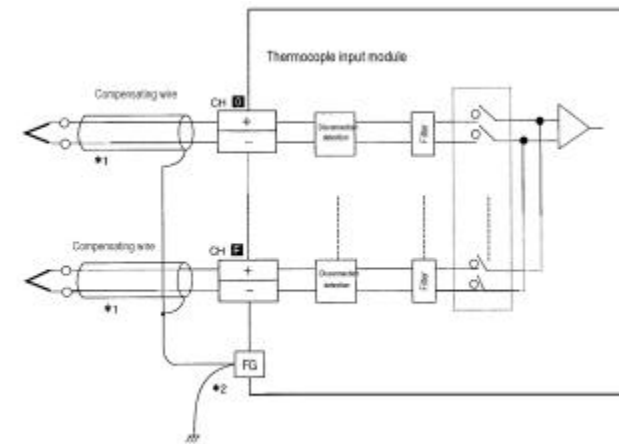 Thermocople input module
Compensating wire
CH 0
+
−
Disconnection
detection
Filter
*1
Compensating wire
CH F
+
−
Disconnection
detection
Filter
*1
FG
*2